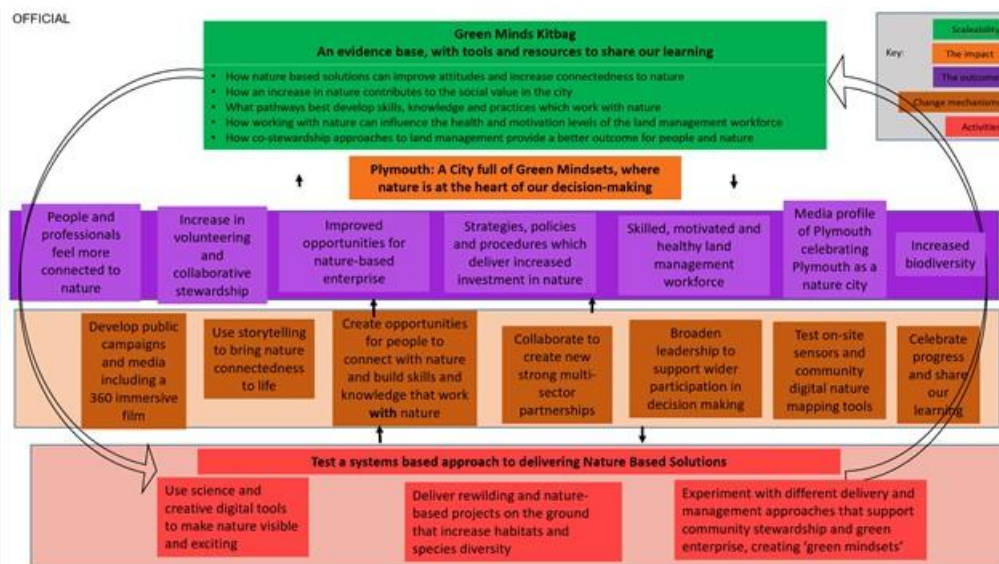 OFFICIAL
Green Minds Kitbag
An evidence base, with tools and resources to share our learning
• How nature based solutions can improve attitudes and increase connectedness to nature
• How an increase in nature contributes to the social value in the city
• What pathways best develop skills, knowledge and practices which work with nature
• How working with nature can influence the health and motivation levels of the land management workforce
• How co-stewardship approaches to land management provide a better outcome for people and nature
Key:
Scaleability
The impact
The outcome
Change mechanism
Activities
Plymouth: A City full of Green Mindsets, where
nature is at the heart of our decision-making
People and
professionals
feel more
connected to
nature
Increase in
volunteering
and
collaborative
stewardship
Improved
opportunities for
nature-based
enterprise
Strategies, policies
and procedures which
deliver increased
investment in nature
Skilled, motivated and
healthy land
management
workforce
Media profile
of Plymouth
celebrating
Plymouth as a
nature city
Increased
biodiversity
Develop public
campaigns
and media
including a
360 immersive
film
Use storytelling
to bring nature
connectedness
to life
Create opportunities
for people to
connect with nature
and build skills and
knowledge that work
with nature
Collaborate to
create new
strong multi-
sector
partnerships
Broaden
leadership to
support wider
participation in
decision making
Test on-site
sensors and
community
digital nature
mapping tools
Celebrate
progress
and share
our
learning
Test a systems based approach to delivering Nature Based Solutions
Use science and
creative digital tools
to make nature visible
and exciting
Deliver rewilding and nature-
based projects on the ground
that increase habitats and
species diversity
Experiment with different delivery and
management approaches that support
community stewardship and green
enterprise, creating 'green mindsets'